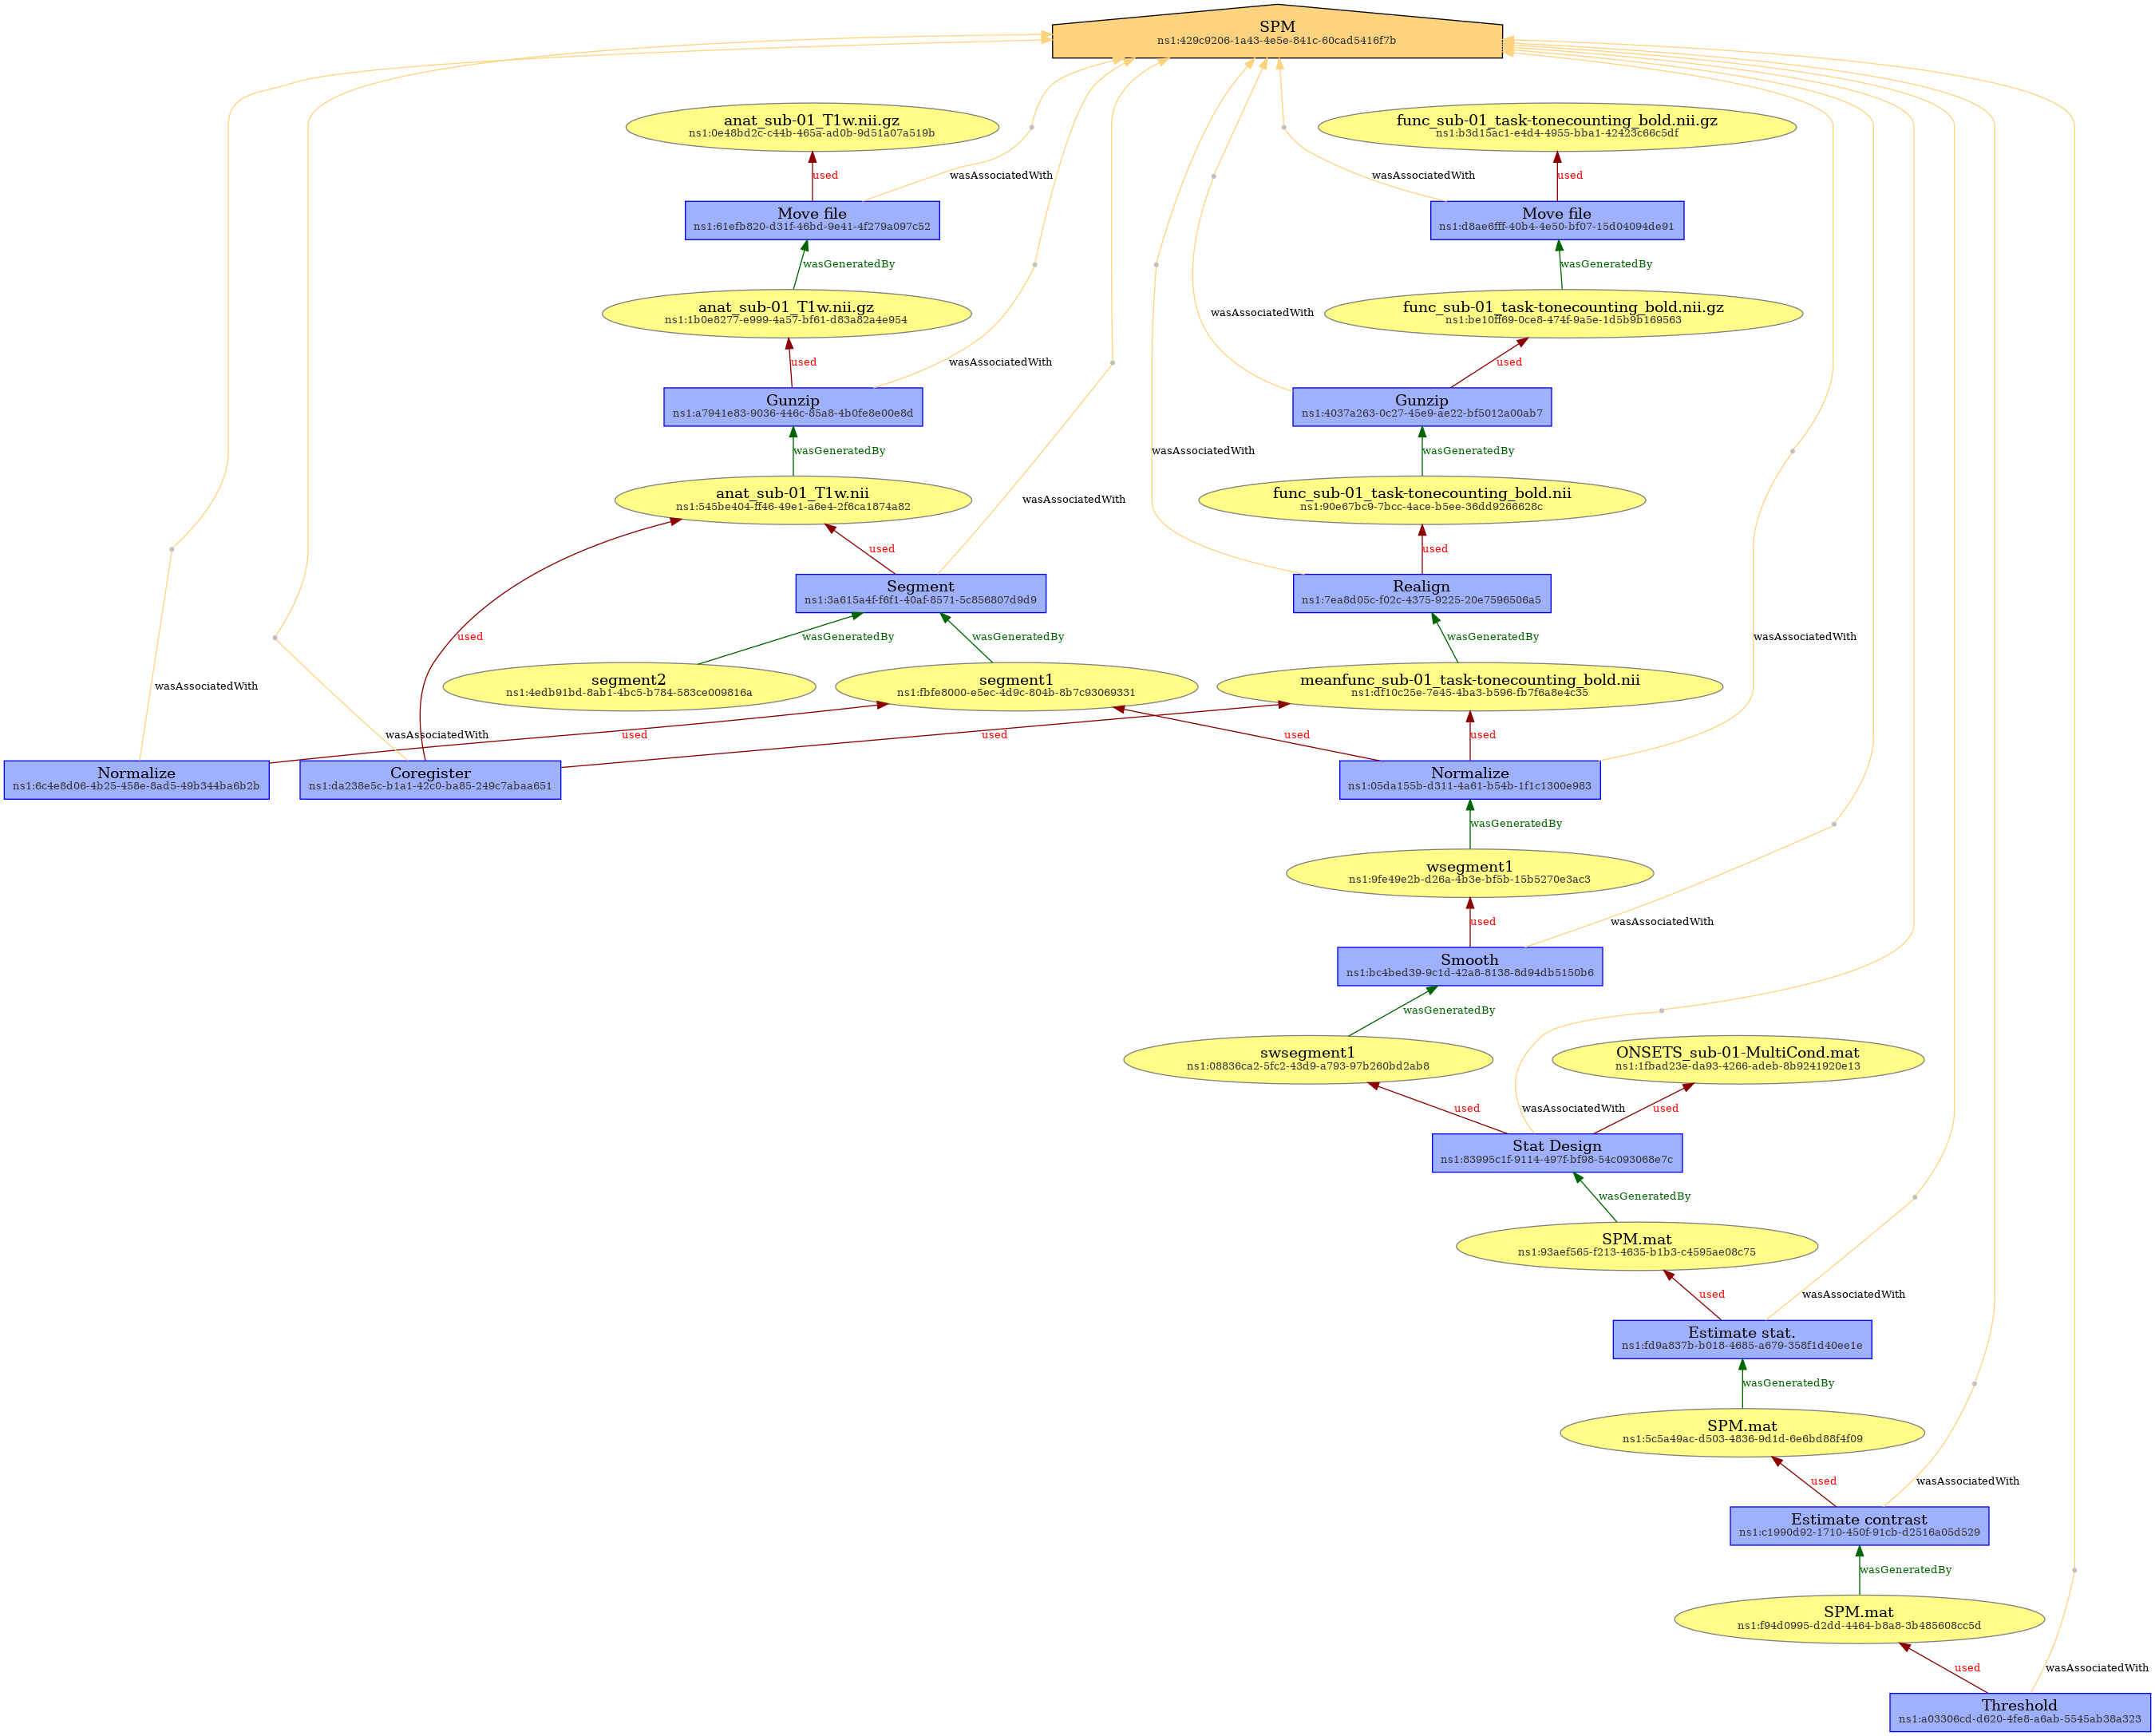 SPM
ns1:429c9206-1a43-4e5e-841c-60cad5416f7b
anat_sub-01_T1w.nii.gz
ns1:0e48bd2c-c44b-465a-ad0b-9d51a07a519b
func_sub-01_task-tonecounting_bold.nii.gz
ns1:b3d15ac1-e4d4-4955-bba1-42423c66c5df
used
wasAssociatedWith
wasAssociatedWith
used
Move file
ns1:61efb820-d31f-46bd-9e41-4f279a097c52
Move file
ns1:d8ae6fff-40b4-4e50-bf07-15d04094de91
wasGeneratedBy
wasGeneratedBy
anat_sub-01_T1w.nii.gz
ns1:1b0e8277-e999-4a57-bf61-d83a82a4e954
wasAssociatedWith
func_sub-01_task-tonecounting_bold.nii.gz
ns1:be10ff69-0ce8-474f-9a5e-1d5b9b169563
used
wasAssociatedWith
used
Gunzip
ns1:a7941e83-9036-446c-85a8-4b0fe8e00e8d
Gunzip
ns1:4037a263-0c27-45e9-ae22-bf5012a00ab7
wasGeneratedBy
wasAssociatedWith
wasGeneratedBy
anat_sub-01_T1w.nii
ns1:545be404-ff46-49e1-a6e4-2f6ca1874a82
wasAssociatedWith
func_sub-01_task-tonecounting_bold.nii
ns1:90e67bc9-7bcc-4ace-b5ee-36dd9266628c
used
used
Segment
ns1:3a615a4f-f6f1-40af-8571-5c856807d9d9
Realign
ns1:7ea8d05c-f02c-4375-9225-20e7596506a5
used
wasGeneratedBy
wasGeneratedBy
wasGeneratedBy
wasAssociatedWith
wasAssociatedWith
segment2
ns1:4edb91bd-8ab1-4bc5-b784-583ce009816a
segment1
ns1:fbfe8000-e5ec-4d9c-804b-8b7c93069331
meanfunc_sub-01_task-tonecounting_bold.nii
ns1:df10c25e-7e45-4ba3-b596-fb7f6a8e4c35
wasAssociatedWith
used
used
used
used
Normalize
ns1:6c4e8d06-4b25-458e-8ad5-49b344ba6b2b
Coregister
ns1:da238e5c-b1a1-42c0-ba85-249c7abaa651
Normalize
ns1:05da155b-d311-4a61-b54b-1f1c1300e983
wasGeneratedBy
wsegment1
ns1:9fe49e2b-d26a-4b3e-bf5b-15b5270e3ac3
used
wasAssociatedWith
Smooth
ns1:bc4bed39-9c1d-42a8-8138-8d94db5150b6
wasGeneratedBy
swsegment1
ns1:08836ca2-5fc2-43d9-a793-97b260bd2ab8
ONSETS_sub-01-MultiCond.mat
ns1:1fbad23e-da93-4266-adeb-8b9241920e13
used
wasAssociatedWith
used
Stat Design
ns1:83995c1f-9114-497f-bf98-54c093068e7c
wasGeneratedBy
SPM.mat
ns1:93aef565-f213-4635-b1b3-c4595ae08c75
used
wasAssociatedWith
Estimate stat.
ns1:fd9a837b-b018-4685-a679-358f1d40ee1e
wasGeneratedBy
SPM.mat
ns1:5c5a49ac-d503-4836-9d1d-6e6bd88f4f09
used
wasAssociatedWith
Estimate contrast
ns1:c1990d92-1710-450f-91cb-d2516a05d529
wasGeneratedBy
SPM.mat
ns1:f94d0995-d2dd-4464-b8a8-3b485608cc5d
used
wasAssociatedWith
Threshold
ns1:a03306cd-d620-4fe8-a6ab-5545ab38a323